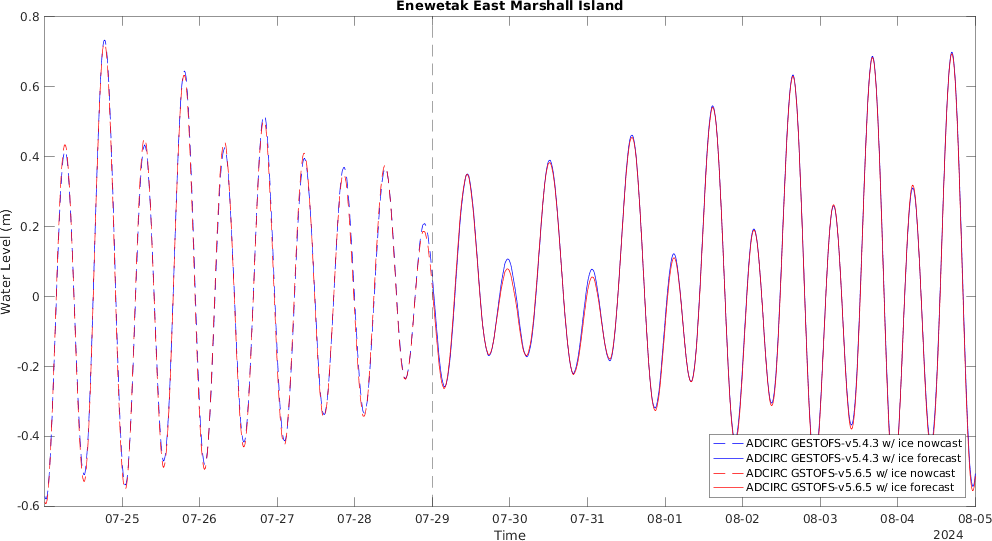 Enewetak East Marshall Island
0.8
0.6
0.4
0.2
0
-0.2
-0.4
-0.6
Water Level (m)
ADCIRC GESTOFS-v5.4.3 w/ ice nowcast
ADCIRC GESTOFS-v5.4.3 w/ ice forecast
ADCIRC GSTOFS-v5.6.5 w/ ice nowcast
ADCIRC GSTOFS-v5.6.5 w/ ice forecast
07-25 07-26 07-27 07-28 07-29 07-30 07-31 08-01 08-02 08-03 08-04 08-05
Time
2024